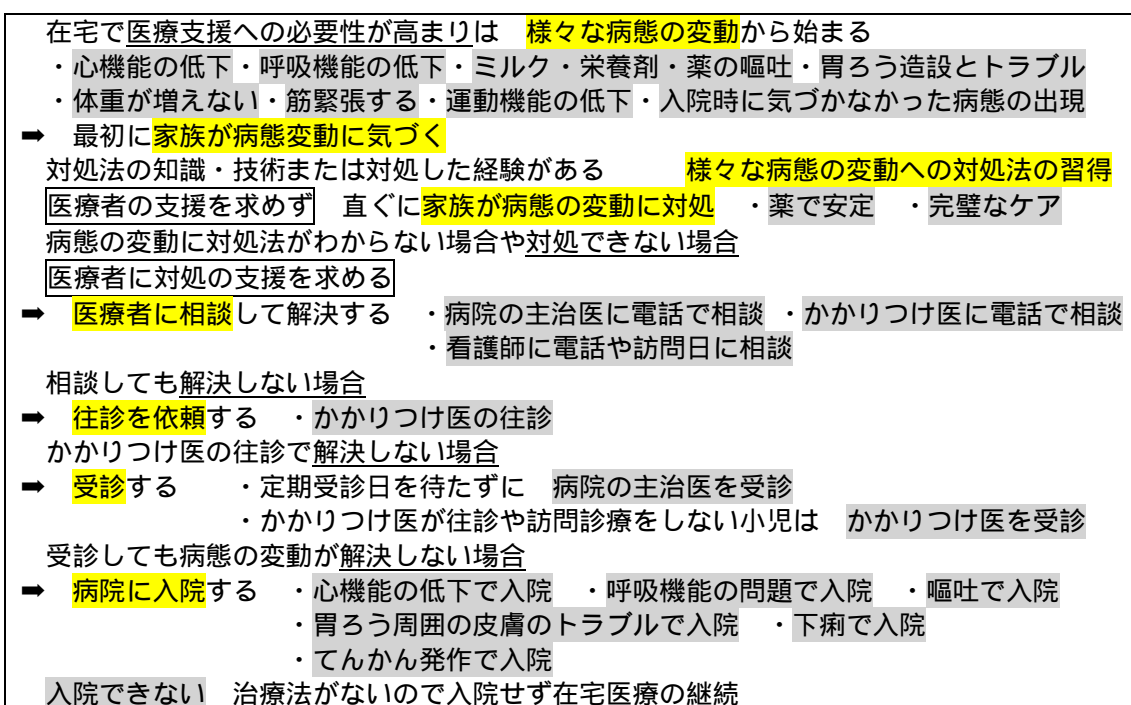 在宅で医療支援への必要性が高まりは　様々な病態の変動から始まる
・心機能の低下・呼吸機能の低下・ミルク・栄養剤・薬の嘔吐・胃ろう造設とトラブル
・体重が増えない・筋緊張する・運動機能の低下・入院時に気づかなかった病態の出現
➡　最初に家族が病態変動に気づく
対処法の知識・技術または対処した経験がある　　　様々な病態の変動への対処法の習得
医療者の支援を求めず　直ぐに家族が病態の変動に対処　・薬で安定　・完璧なケア
病態の変動に対処法がわからない場合や対処できない場合
医療者に対処の支援を求める
➡　医療者に相談して解決する　・病院の主治医に電話で相談　・かかりつけ医に電話で相談
・看護師に電話や訪問日に相談
相談しても解決しない場合
➡　往診を依頼する　・かかりつけ医の往診
かかりつけ医の往診で解決しない場合
➡　受診する　　・定期受診日を待たずに　病院の主治医を受診
・かかりつけ医が往診や訪問診療をしない小児は　かかりつけ医を受診
受診しても病態の変動が解決しない場合
➡　病院に入院する　・心機能の低下で入院　・呼吸機能の問題で入院　・嘔吐で入院
・胃ろう周囲の皮膚のトラブルで入院　・下痢で入院
・てんかん発作で入院
入院できない　治療法がないので入院せず在宅医療の継続